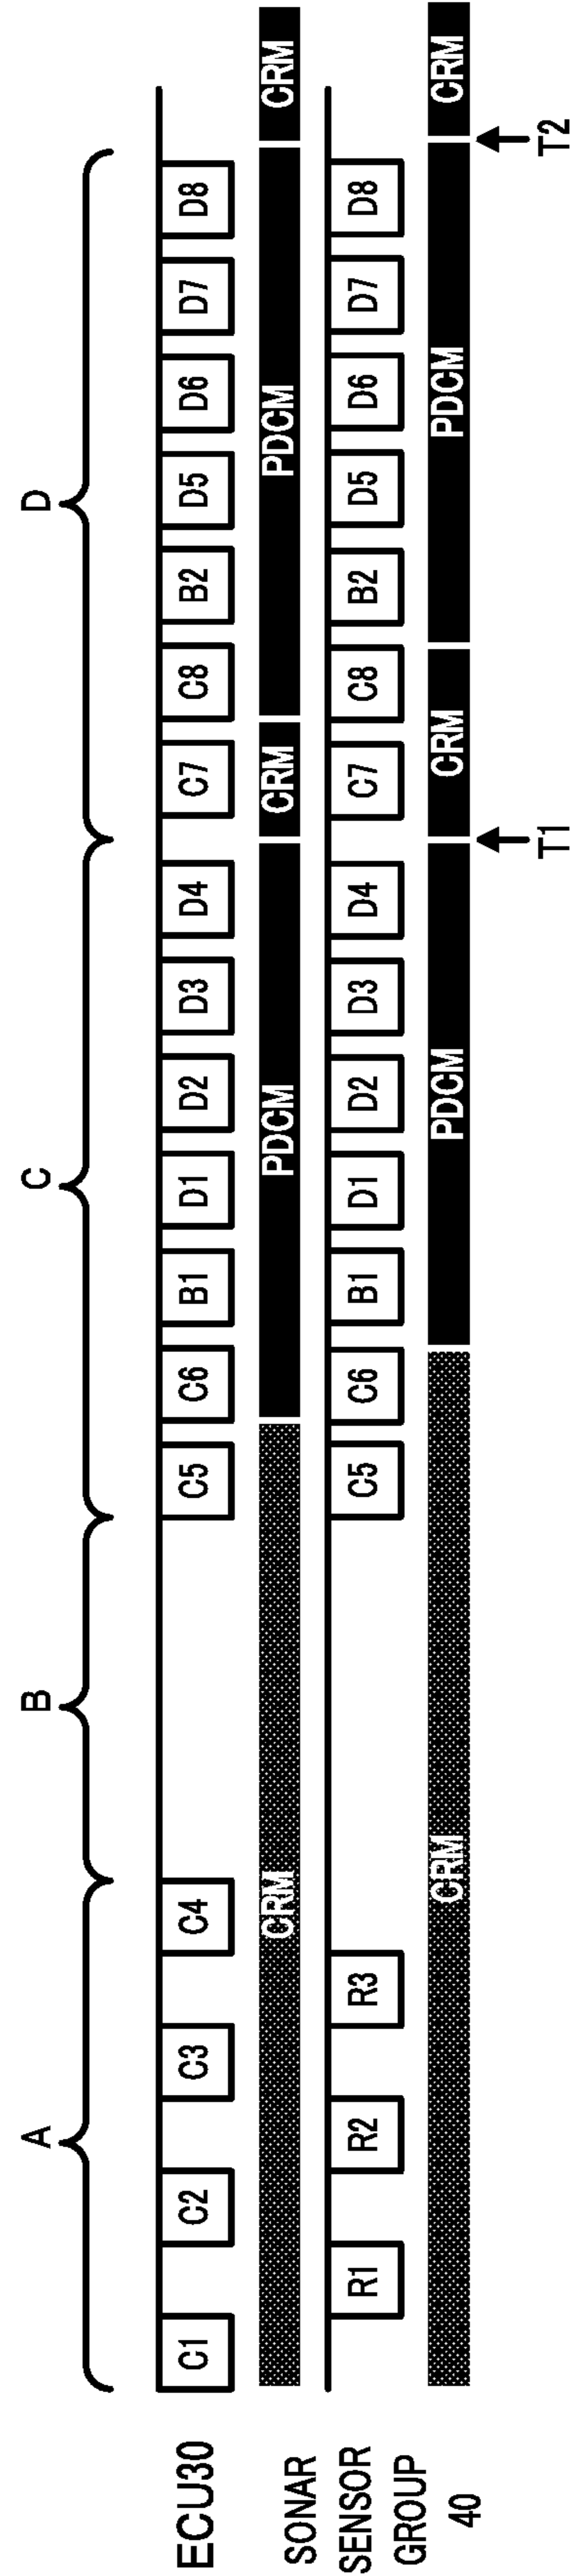 A B C D
ECU30
C1 C2 C3 C4 C5 C6 B1 D1 D2 D3 D4 C7 C8 B2 D5 D6 D7 D8
CRM PDCM CRM PDCM CRM
SONAR
SENSOR
GROUP
40
R1 R2 R3 C5 C6 B1 D1 D2 D3 D4 C7 C8 B2 D5 D6 D7 D8
CRM PDCM CRM PDCM CRM
T1 T2